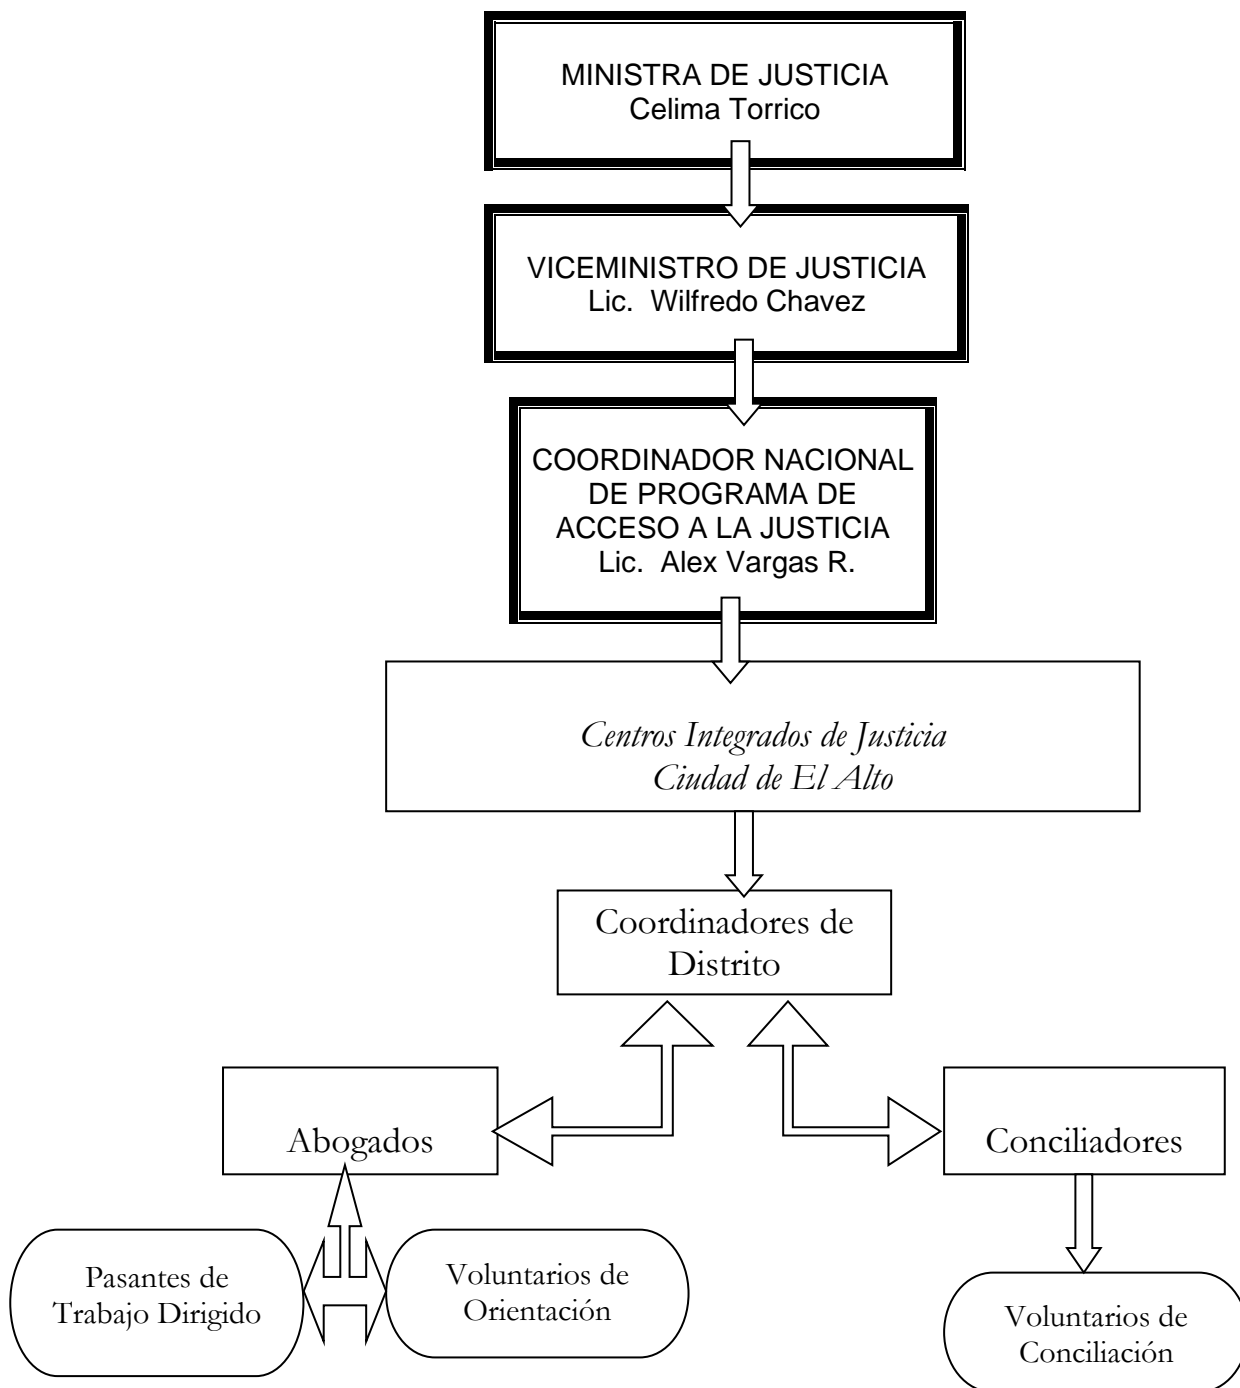 MINISTRA DE JUSTICIA
Celima Torrico
VICEMINISTRO DE JUSTICIA
Lic. Wilfredo Chavez
COORDINADOR NACIONAL
DE PROGRAMA DE
ACCESO A LA JUSTICIA
Lic. Alex Vargas R.
Centros Integrados de Justicia
Ciudad de El Alto
Coordinadores de
Distrito
Abogados
Conciliadores
Pasantes de
Trabajo Dirigido
Voluntarios de
Orientación
Voluntarios de
Conciliación